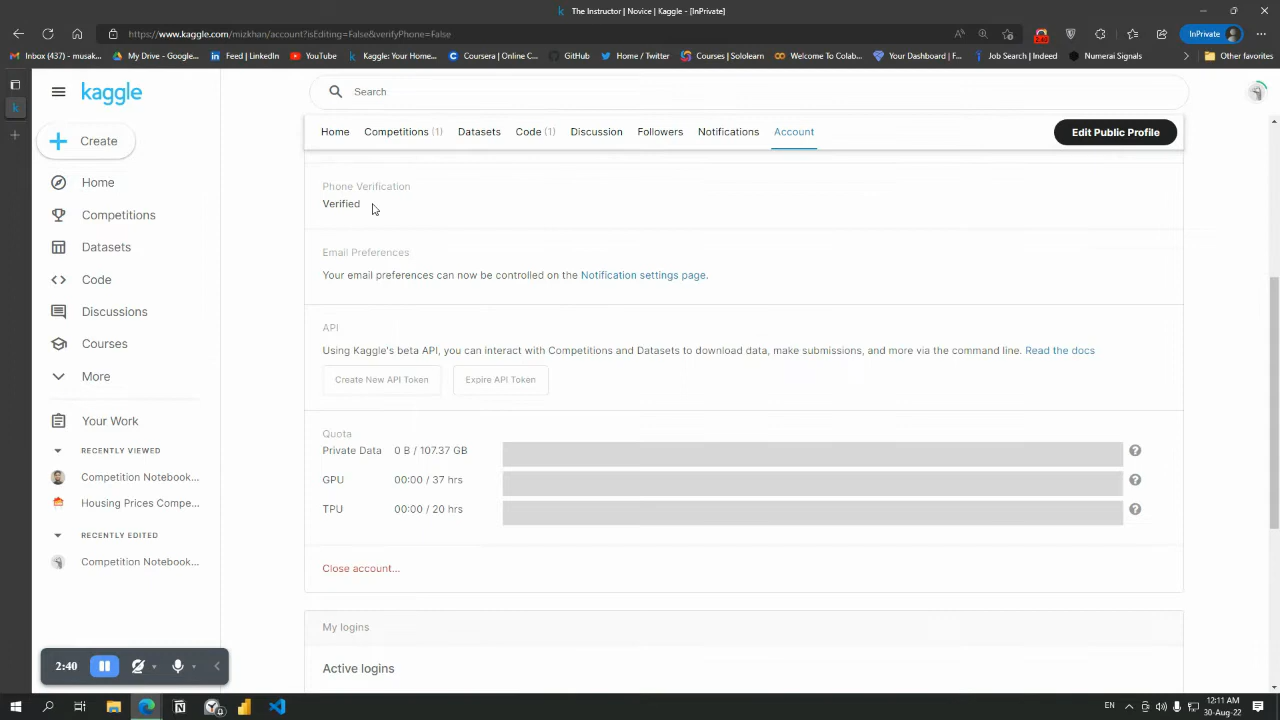 The Instructor | Novice | Kaggle - [InPrivate]
https://www.kaggle.com/mizkhan/account?isEditing=False&verifyPhone=False
InPrivate
Inbox (437) - musak...
My Drive - Google...
Feed | LinkedIn
YouTube
Kaggle: Your Home...
Coursera | Online C...
GitHub
Home / Twitter
Courses | Sololearn
Welcome To Colab...
Your Dashboard | F...
Job Search | Indeed
Numerai Signals
Other favorites
kaggle
Search
Create
Home
Competitions
Datasets
Code
Discussions
Courses
More
Your Work
RECENTLY VIEWED
Competition Notebook...
Housing Prices Compe...
RECENTLY EDITED
Competition Notebook...
Home Competitions (1) Datasets Code (1) Discussion Followers Notifications Account
Edit Public Profile
Phone Verification
Verified
Email Preferences
Your email preferences can now be controlled on the Notification settings page.
API
Using Kaggle's beta API, you can interact with Competitions and Datasets to download data, make submissions, and more via the command line. Read the docs
Create New API Token Expire API Token
Quota
Private Data 0 B / 107.37 GB
GPU 00:00 / 37 hrs
TPU 00:00 / 20 hrs
Close account...
My logins
Active logins
2:40
EN
12:11 AM
30-Aug-22